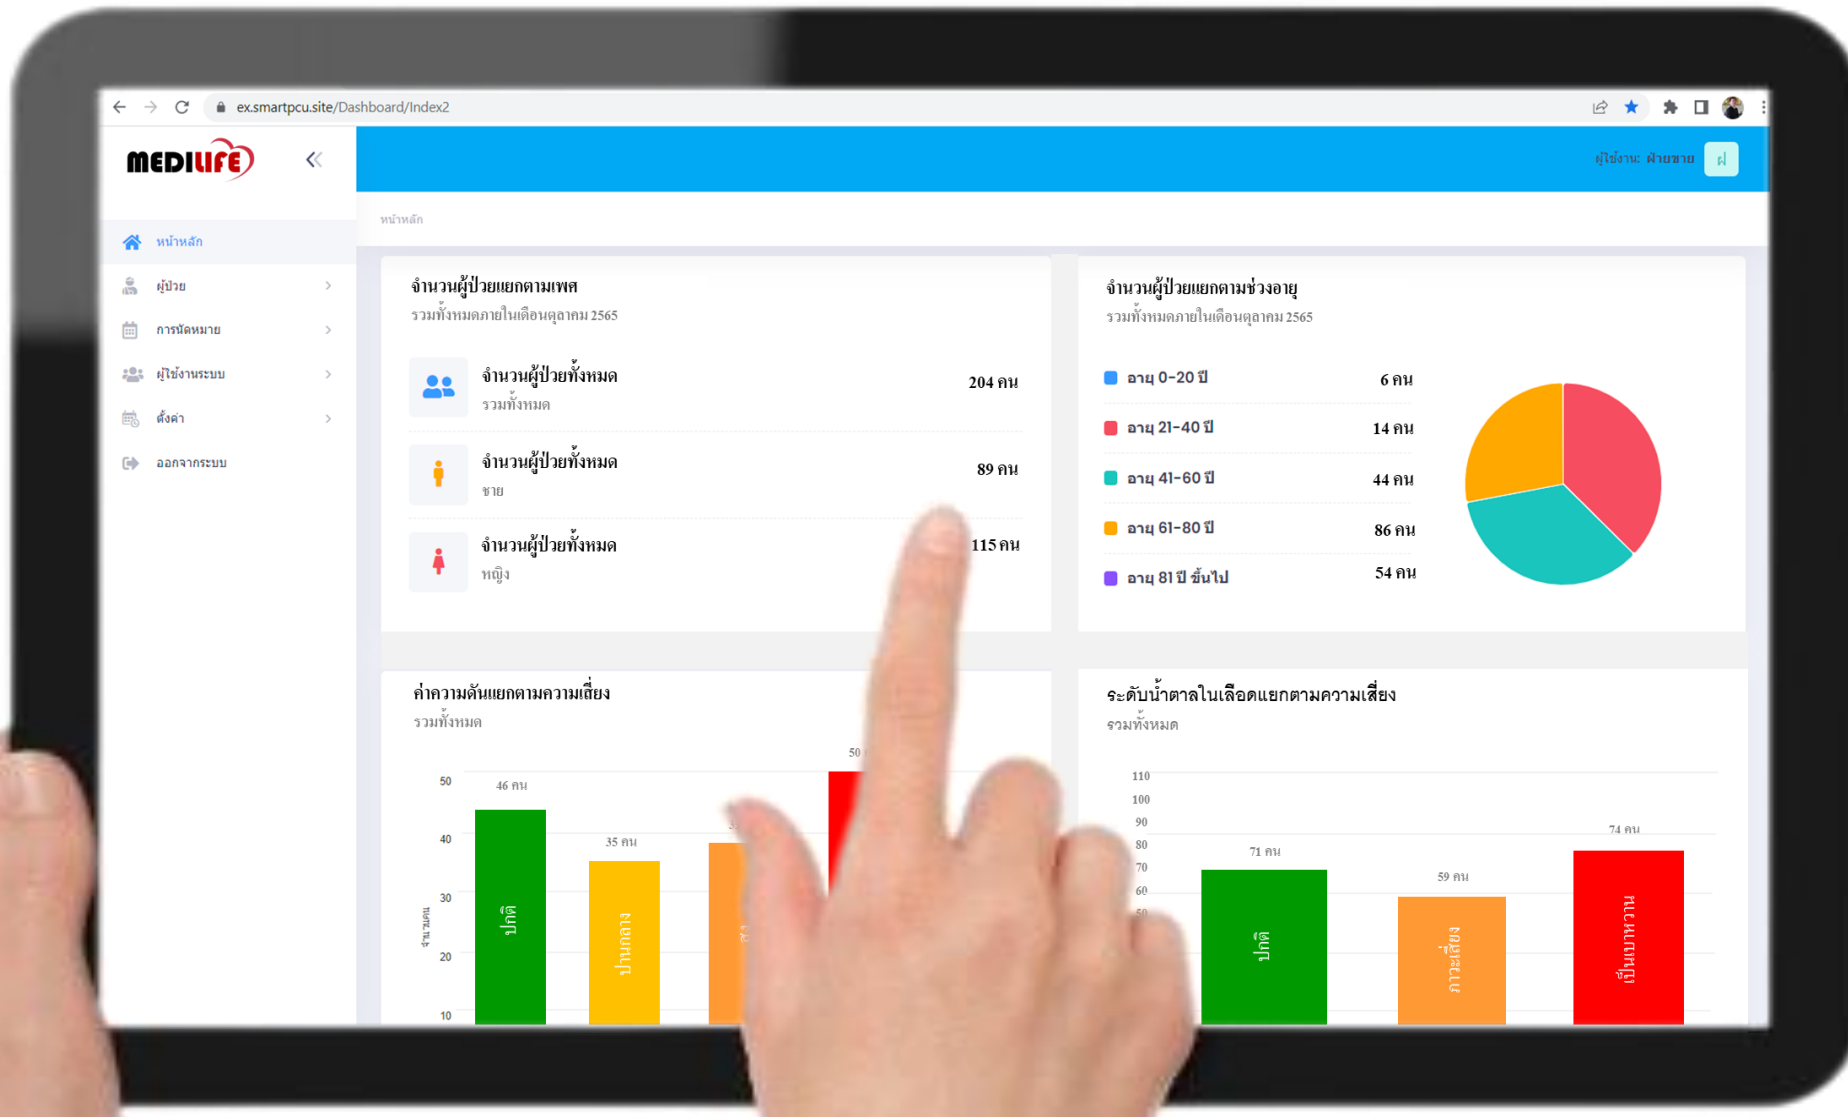 ex.smartpcu.site/Dashboard/Index2
MEDILIFE
ผู้ใช้งาน: ฝ่ายขาย ฝ
หน้าหลัก
หน้าหลัก
ผู้ป่วย
การนัดหมาย
ผู้ใช้งานระบบ
ตั้งค่า
ออกจากระบบ
จำนวนผู้ป่วยแยกตามเพศ
รวมทั้งหมดภายในเดือนตุลาคม 2565
จำนวนผู้ป่วยทั้งหมด 204 คน
รวมทั้งหมด
จำนวนผู้ป่วยทั้งหมด 89 คน
ชาย
จำนวนผู้ป่วยทั้งหมด 115 คน
หญิง
จำนวนผู้ป่วยแยกตามช่วงอายุ
รวมทั้งหมดภายในเดือนตุลาคม 2565
อายุ 0-20 ปี 6 คน
อายุ 21-40 ปี 14 คน
อายุ 41-60 ปี 44 คน
อายุ 61-80 ปี 86 คน
อายุ 81 ปี ขึ้นไป 54 คน
ค่าความดันแยกตามความเสี่ยง
รวมทั้งหมด
50
40
30
20
10
จำนวนคน
46 คน
35 คน
50
ปกติ
ปานกลาง
ระดับน้ำตาลในเลือดแยกตามความเสี่ยง
รวมทั้งหมด
110
100
90
80
70
60
50
71 คน
59 คน
74 คน
ปกติ
ภาวะเสี่ยง
เป็นเบาหวาน